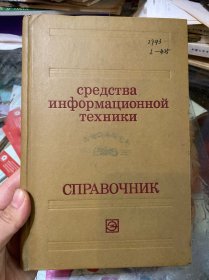 средства
информационной
техники
СПРАВОЧНИК